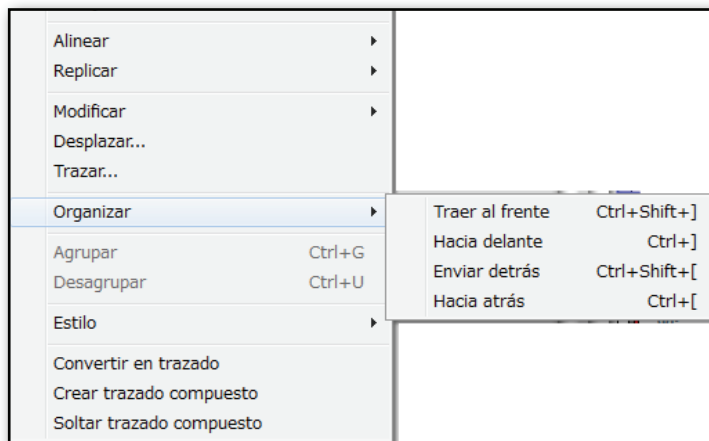 Alinear
Replicar
Modificar
Desplazar...
Trazar...
Organizar
Traer al frente Ctrl+Shift+]
Hacia delante Ctrl+]
Enviar detrás Ctrl+Shift+[
Hacia atrás Ctrl+[
Agrupar Ctrl+G
Desagrupar Ctrl+U
Estilo
Convertir en trazado
Crear trazado compuesto
Soltar trazado compuesto